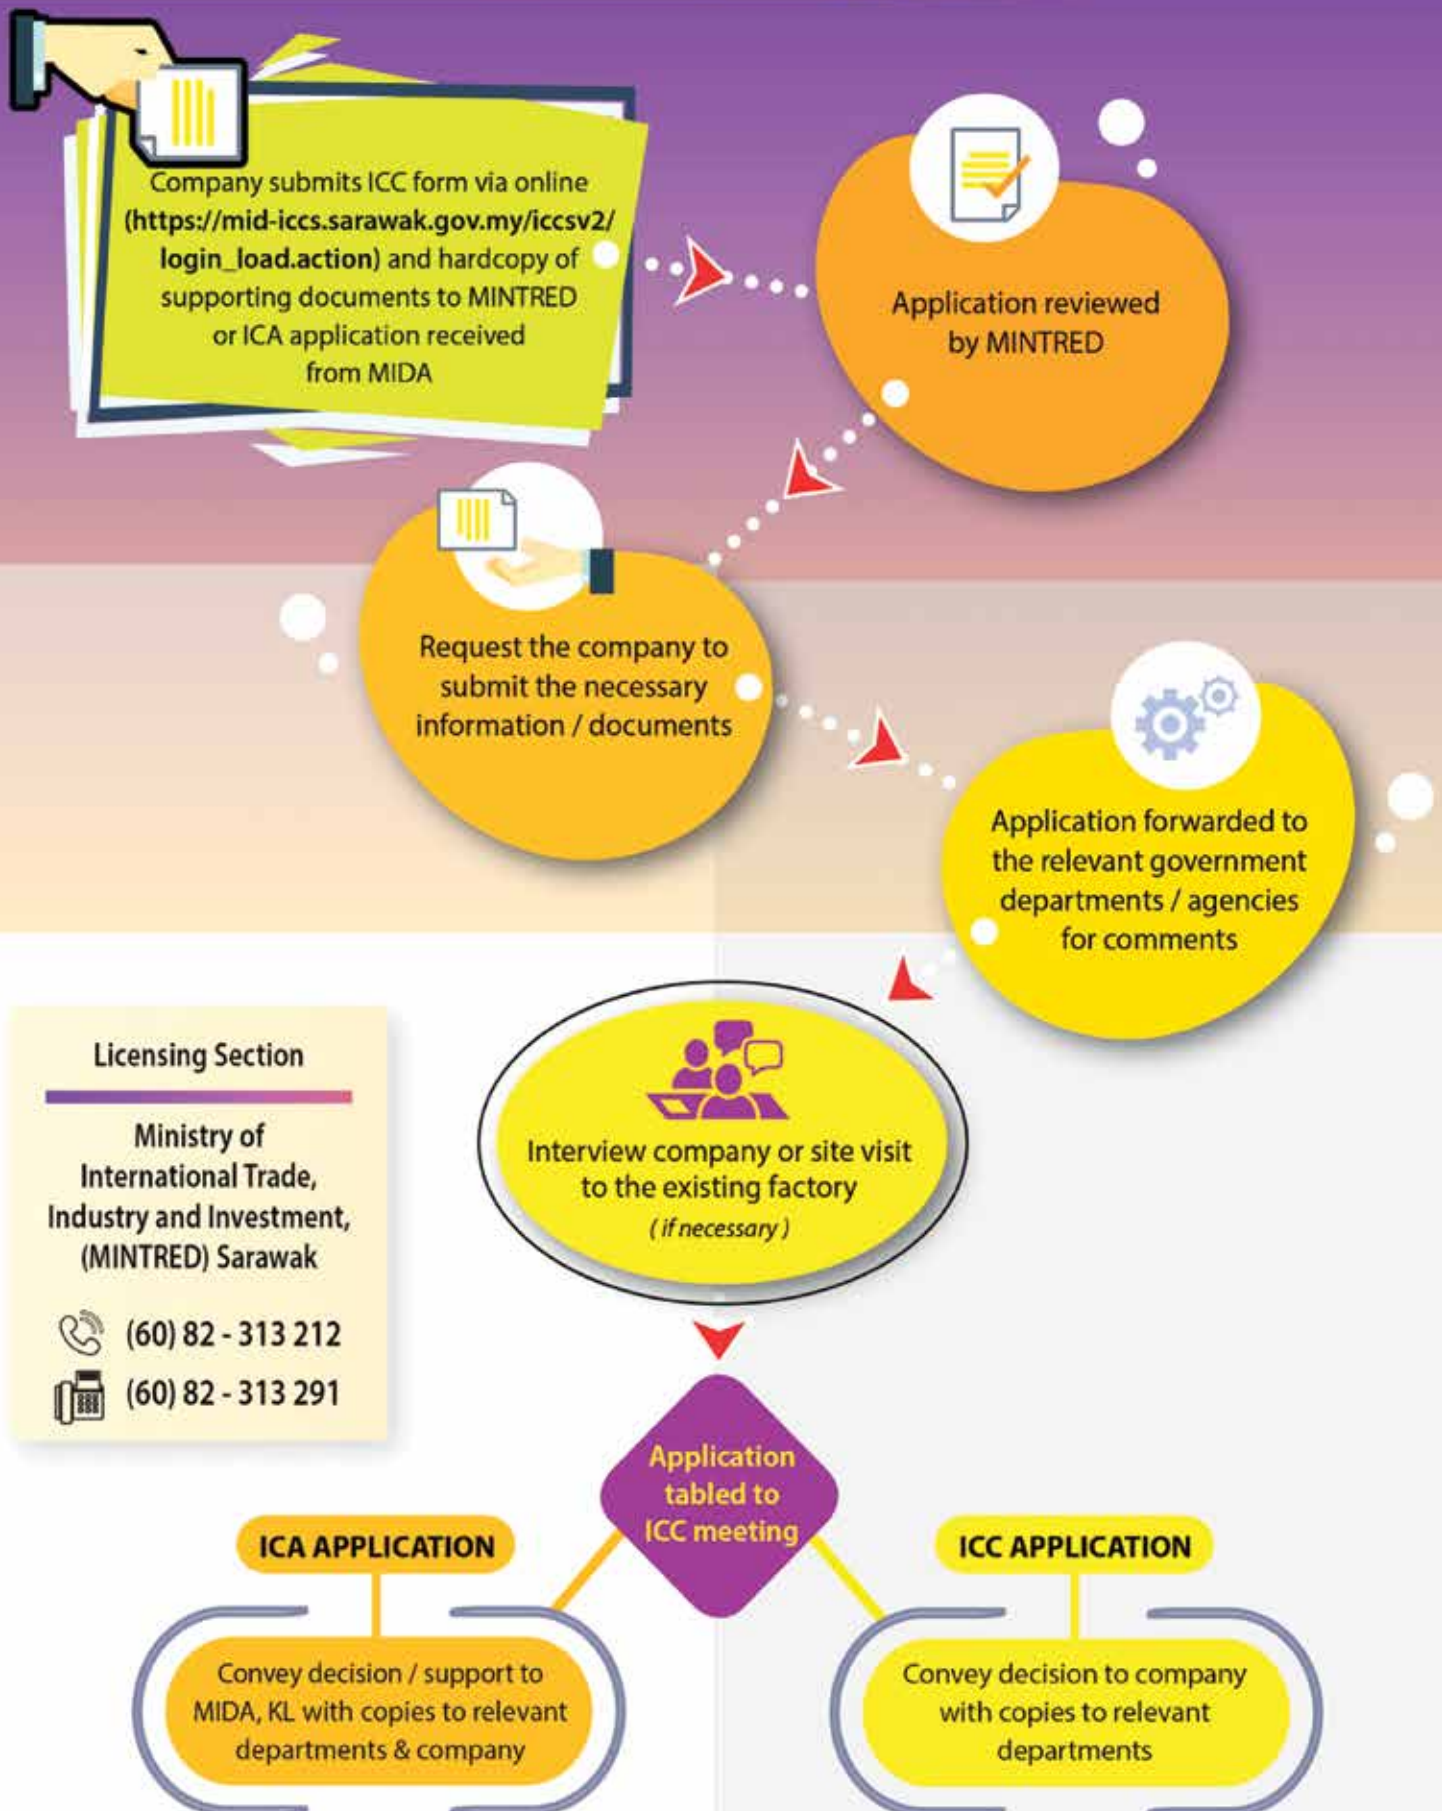 Company submits ICC form via online
(https://mid-iccs.sarawak.gov.my/iccsv2/
login_load.action) and hardcopy of
supporting documents to MINTRED
or ICA application received
from MIDA
Application reviewed
by MINTRED
Request the company to
submit the necessary
information / documents
Application forwarded to
the relevant government
departments / agencies
for comments
Interview company or site visit
to the existing factory
( if necessary )
Licensing Section
Ministry of
International Trade,
Industry and Investment,
(MINTRED) Sarawak
(60) 82 - 313 212
(60) 82 - 313 291
Application
tabled to
ICC meeting
ICA APPLICATION
Convey decision / support to
MIDA, KL with copies to relevant
departments & company
ICC APPLICATION
Convey decision to company
with copies to relevant
departments